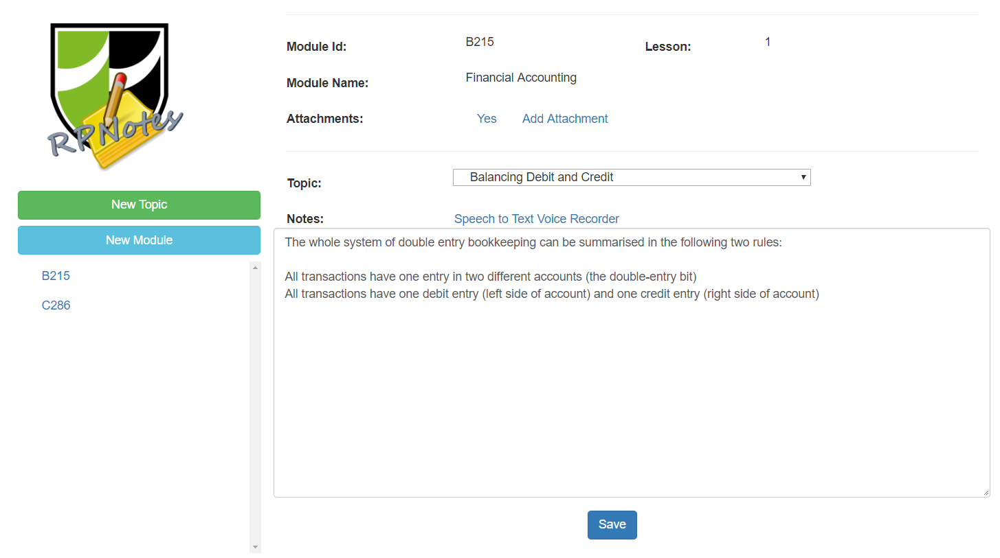 RPNotes
New Topic
New Module
B215
C286
Module Id: B215 Lesson: 1
Module Name: Financial Accounting
Attachments: Yes Add Attachment
Topic: Balancing Debit and Credit
Notes: Speech to Text Voice Recorder
The whole system of double entry bookkeeping can be summarised in the following two rules:
All transactions have one entry in two different accounts (the double-entry bit)
All transactions have one debit entry (left side of account) and one credit entry (right side of account)
Save